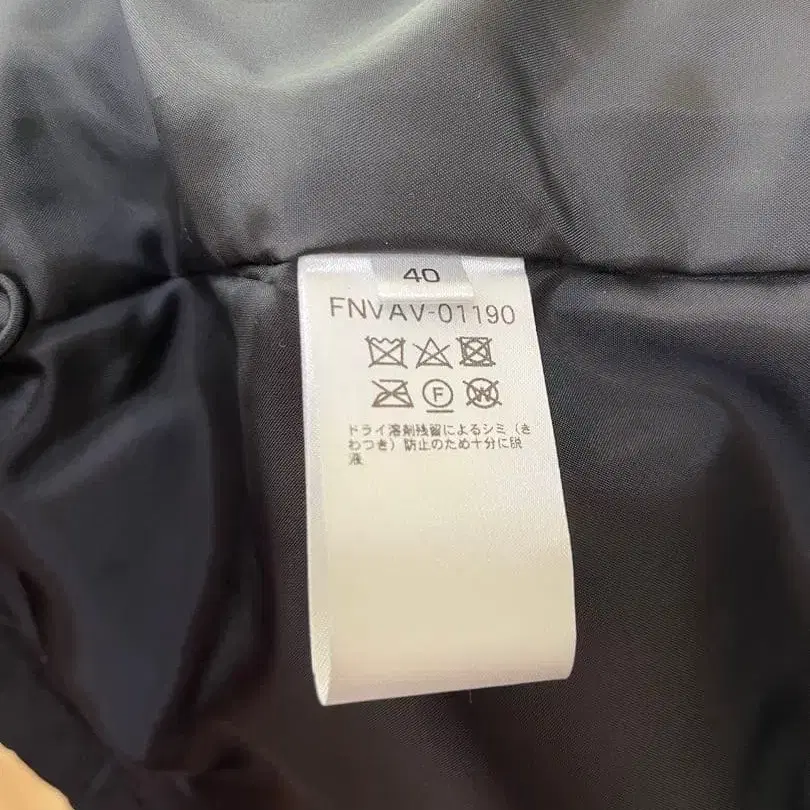 40
FNVAV-01190
F
W
ドライ溶剤残留によるシミ（き
わつき）防止のため十分に脱
液